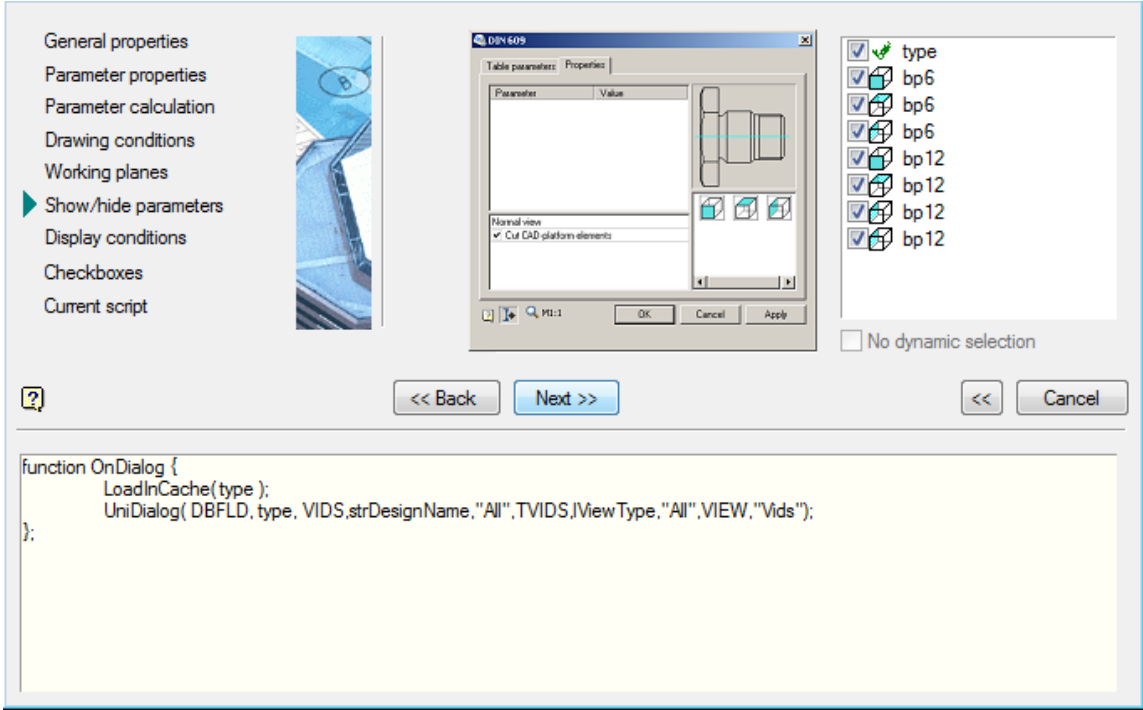 General properties
Parameter properties
Parameter calculation
Drawing conditions
Working planes
Show/hide parameters
Display conditions
Checkboxes
Current script
B
DIN 609
Table parameters Properties
Parameter Value
Normal view
Cut CAD-platform elements
M1:1
OK Cancel Apply
type
bp6
bp6
bp6
bp12
bp12
bp12
bp12
No dynamic selection
<< Back Next >> << Cancel
function OnDialog {
LoadInCache( type );
UniDialog( DBFLD, type, VIDS,strDesignName,"All",TVIDS,IViewType,"All",VIEW,"Vids");
};